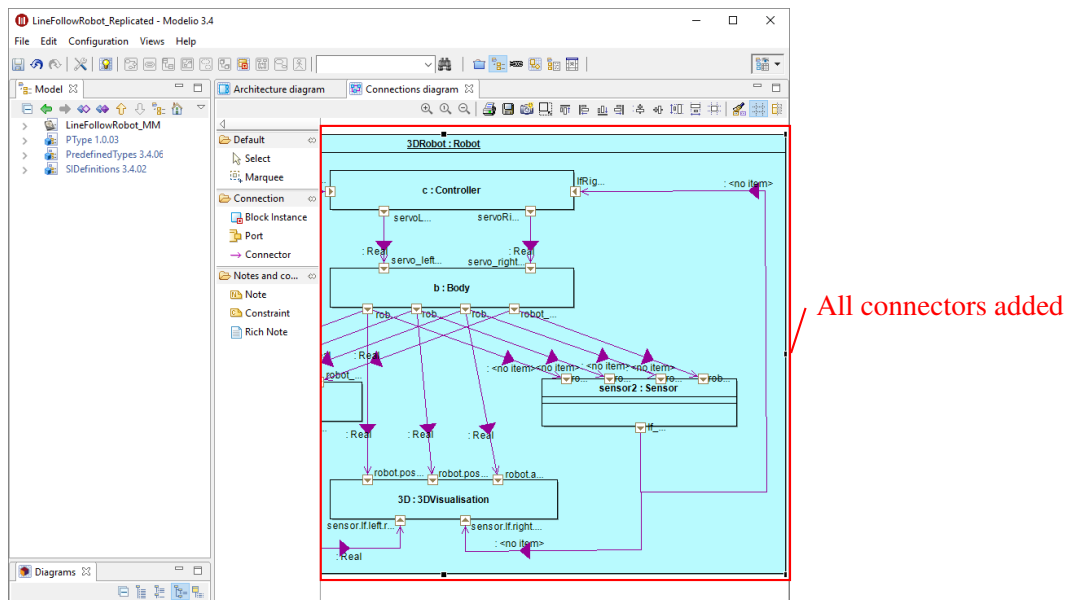 LineFollowRobot_Replicated - Modelio 3.4
File Edit Configuration Views Help
Model
Architecture diagram
Connections diagram
LineFollowRobot_MM
PType 1.0.03
PredefinedTypes 3.4.06
SIDefinitions 3.4.02
Default
Select
Marquee
Connection
Block Instance
Port
Connector
Notes and co...
Note
Constraint
Rich Note
3DRobot : Robot
c : Controller
lfRig...
: <no item>
servoL...
servoRi...
: Real
: Real
servo_left...
servo_right...
b : Body
rob...
rob...
rob...
robot_...
: Real
: <no item>
<no item>
: <no item>
: <no item>
robot_...
ro...
ro...
ro...
rob...
sensor2 : Sensor
lf_...
: Real
: Real
: Real
robot.pos...
robot.pos...
robot.a...
3D : 3DVisualisation
sensor.lf.left.r...
sensor.lf.right....
: <no item>
: Real
All connectors added
Diagrams